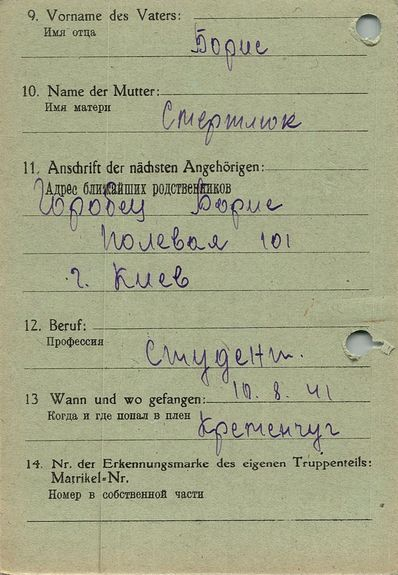 9. Vorname des Vaters:
Имя отца
Борис
10. Name der Mutter:
Имя матери
Стертлюк
11. Anschrift der nächsten Angehörigen:
Адрес ближайших родственников
Горобец Борис
Полевая 101
г. Киев
12. Beruf:
Профессия
Студент.
13 Wann und wo gefangen: 10. 8. 41
Когда и где попал в плен
Кременчуг
14. Nr. der Erkennungsmarke des eigenen Truppenteils:
Matrikel-Nr.
Номер в собственной части